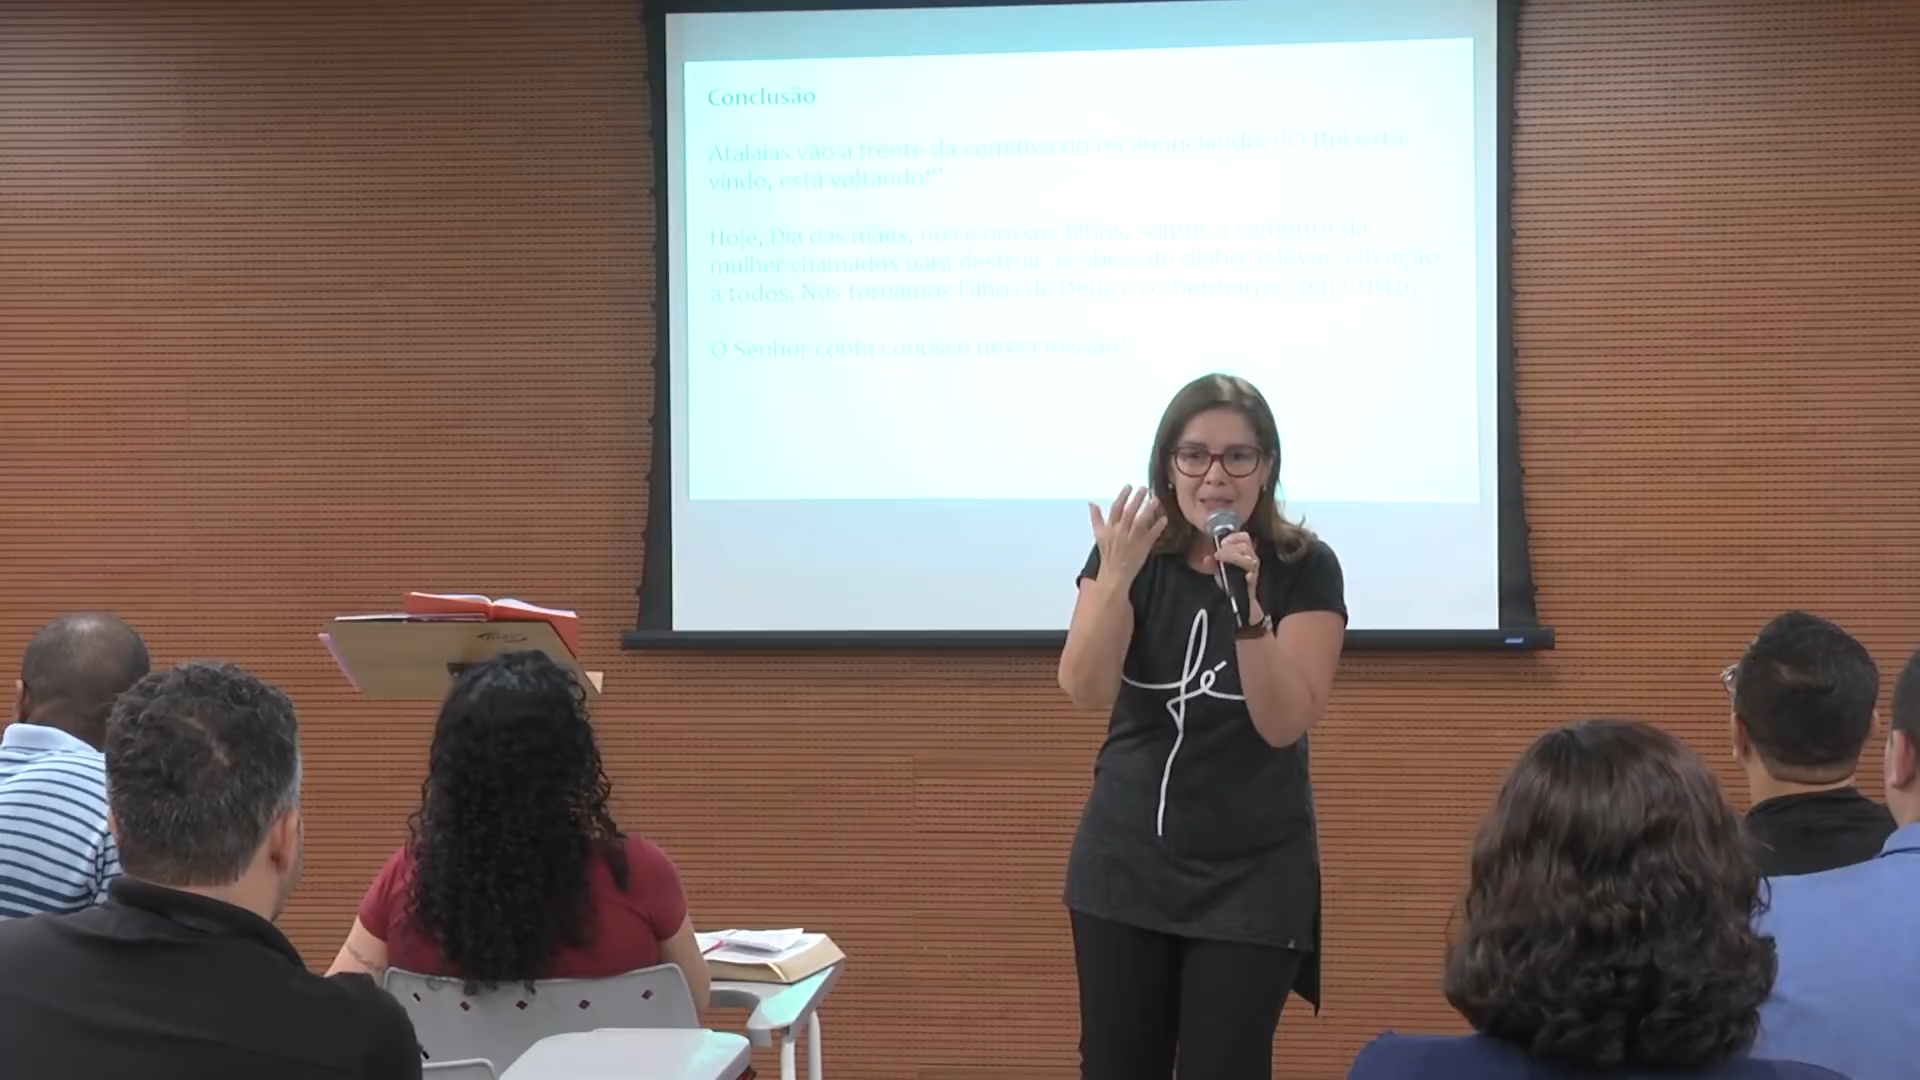 Conclusão
Atalaias vão a frente da comitiva do rei anunciando: "O Rei está
vindo, está voltando!".
Hoje, Dia das mães, nós e nossos filhos, somos a semente da
mulher chamados para destruir as obras do diabo, e levar salvação
a todos. Nos tornamos Filhos de Deus e co-herdeiros com Cristo.
O Senhor conta conosco nessa missão!
fé